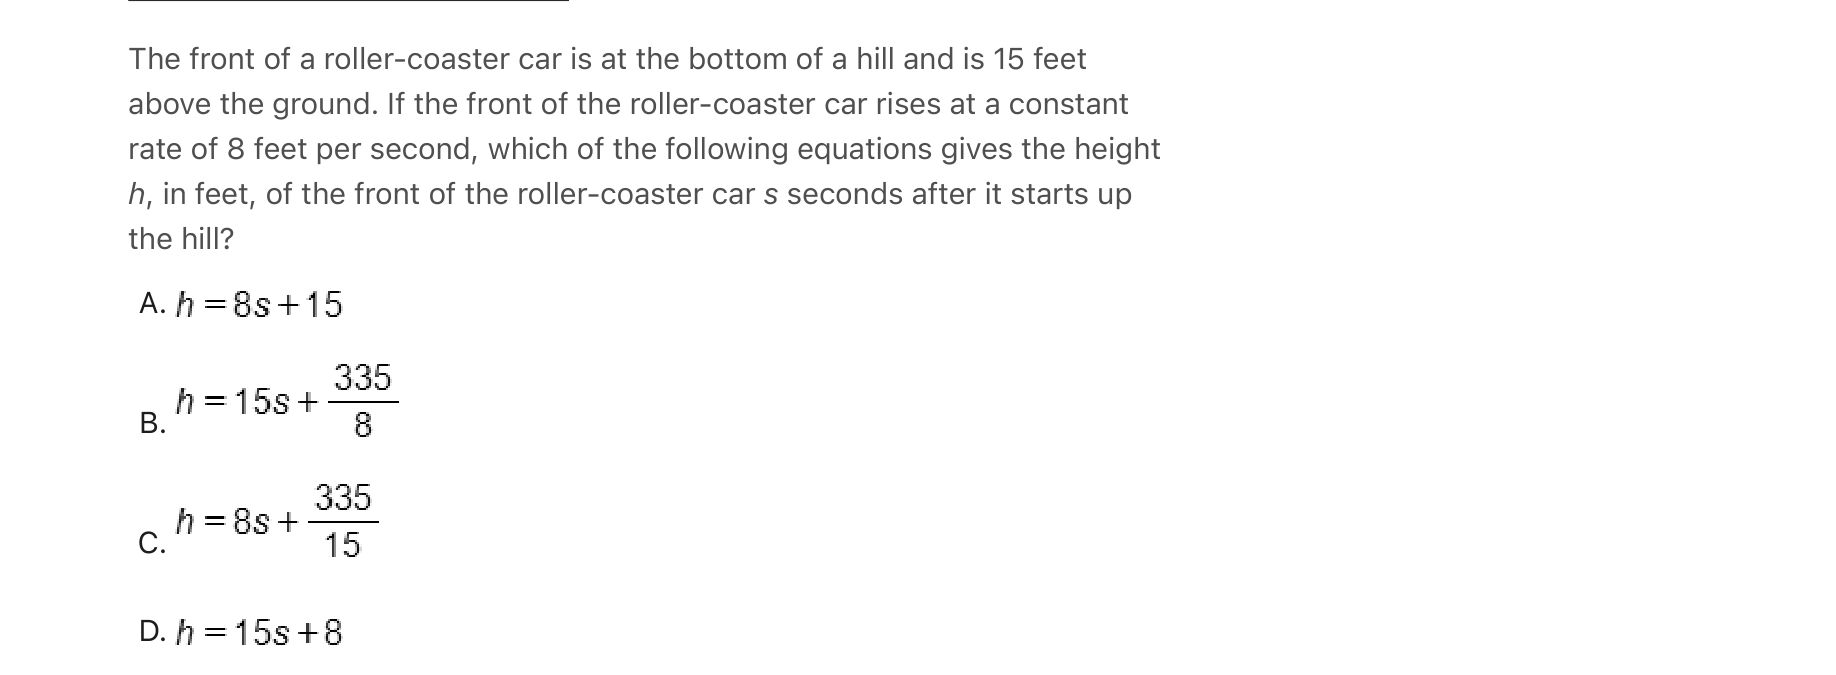 The front of a roller-coaster car is at the bottom of a hill and is 15 feet
above the ground. If the front of the roller-coaster car rises at a constant
rate of 8 feet per second, which of the following equations gives the height
h, in feet, of the front of the roller-coaster car s seconds after it starts up
the hill?
A. h = 8s + 15
B. h = 15s + 335/8
C. h = 8s + 335/15
D. h = 15s + 8